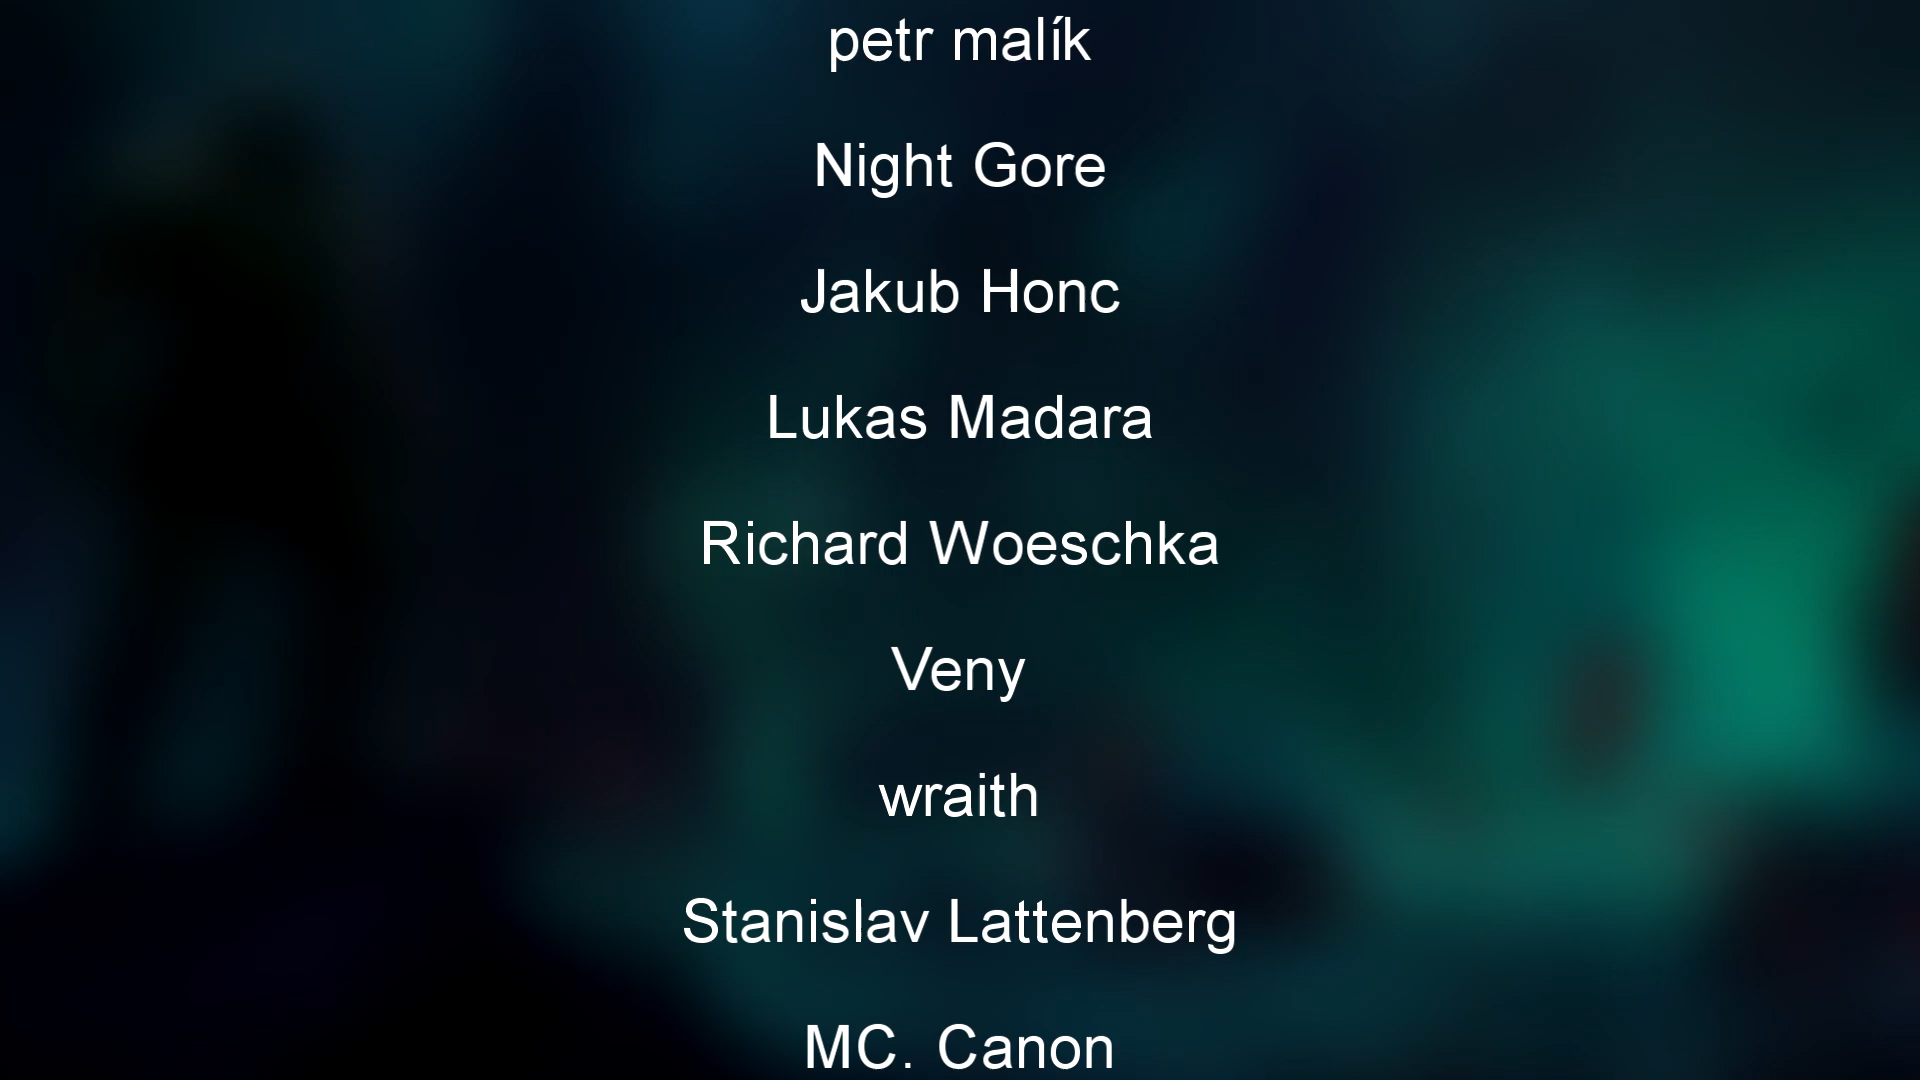 petr malík
Night Gore
Jakub Honc
Lukas Madara
Richard Woeschka
Veny
wraith
Stanislav Lattenberg
MC. Canon